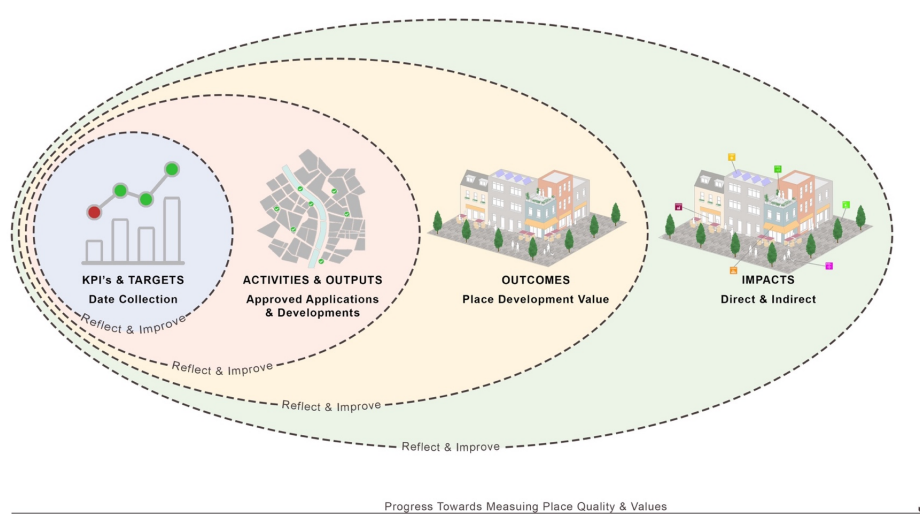 KPI's & TARGETS
Date Collection
Reflect & Improve
ACTIVITIES & OUTPUTS
Approved Applications
& Developments
Reflect & Improve
OUTCOMES
Place Development Value
Reflect & Improve
IMPACTS
Direct & Indirect
Reflect & Improve
Progress Towards Measuing Place Quality & Values